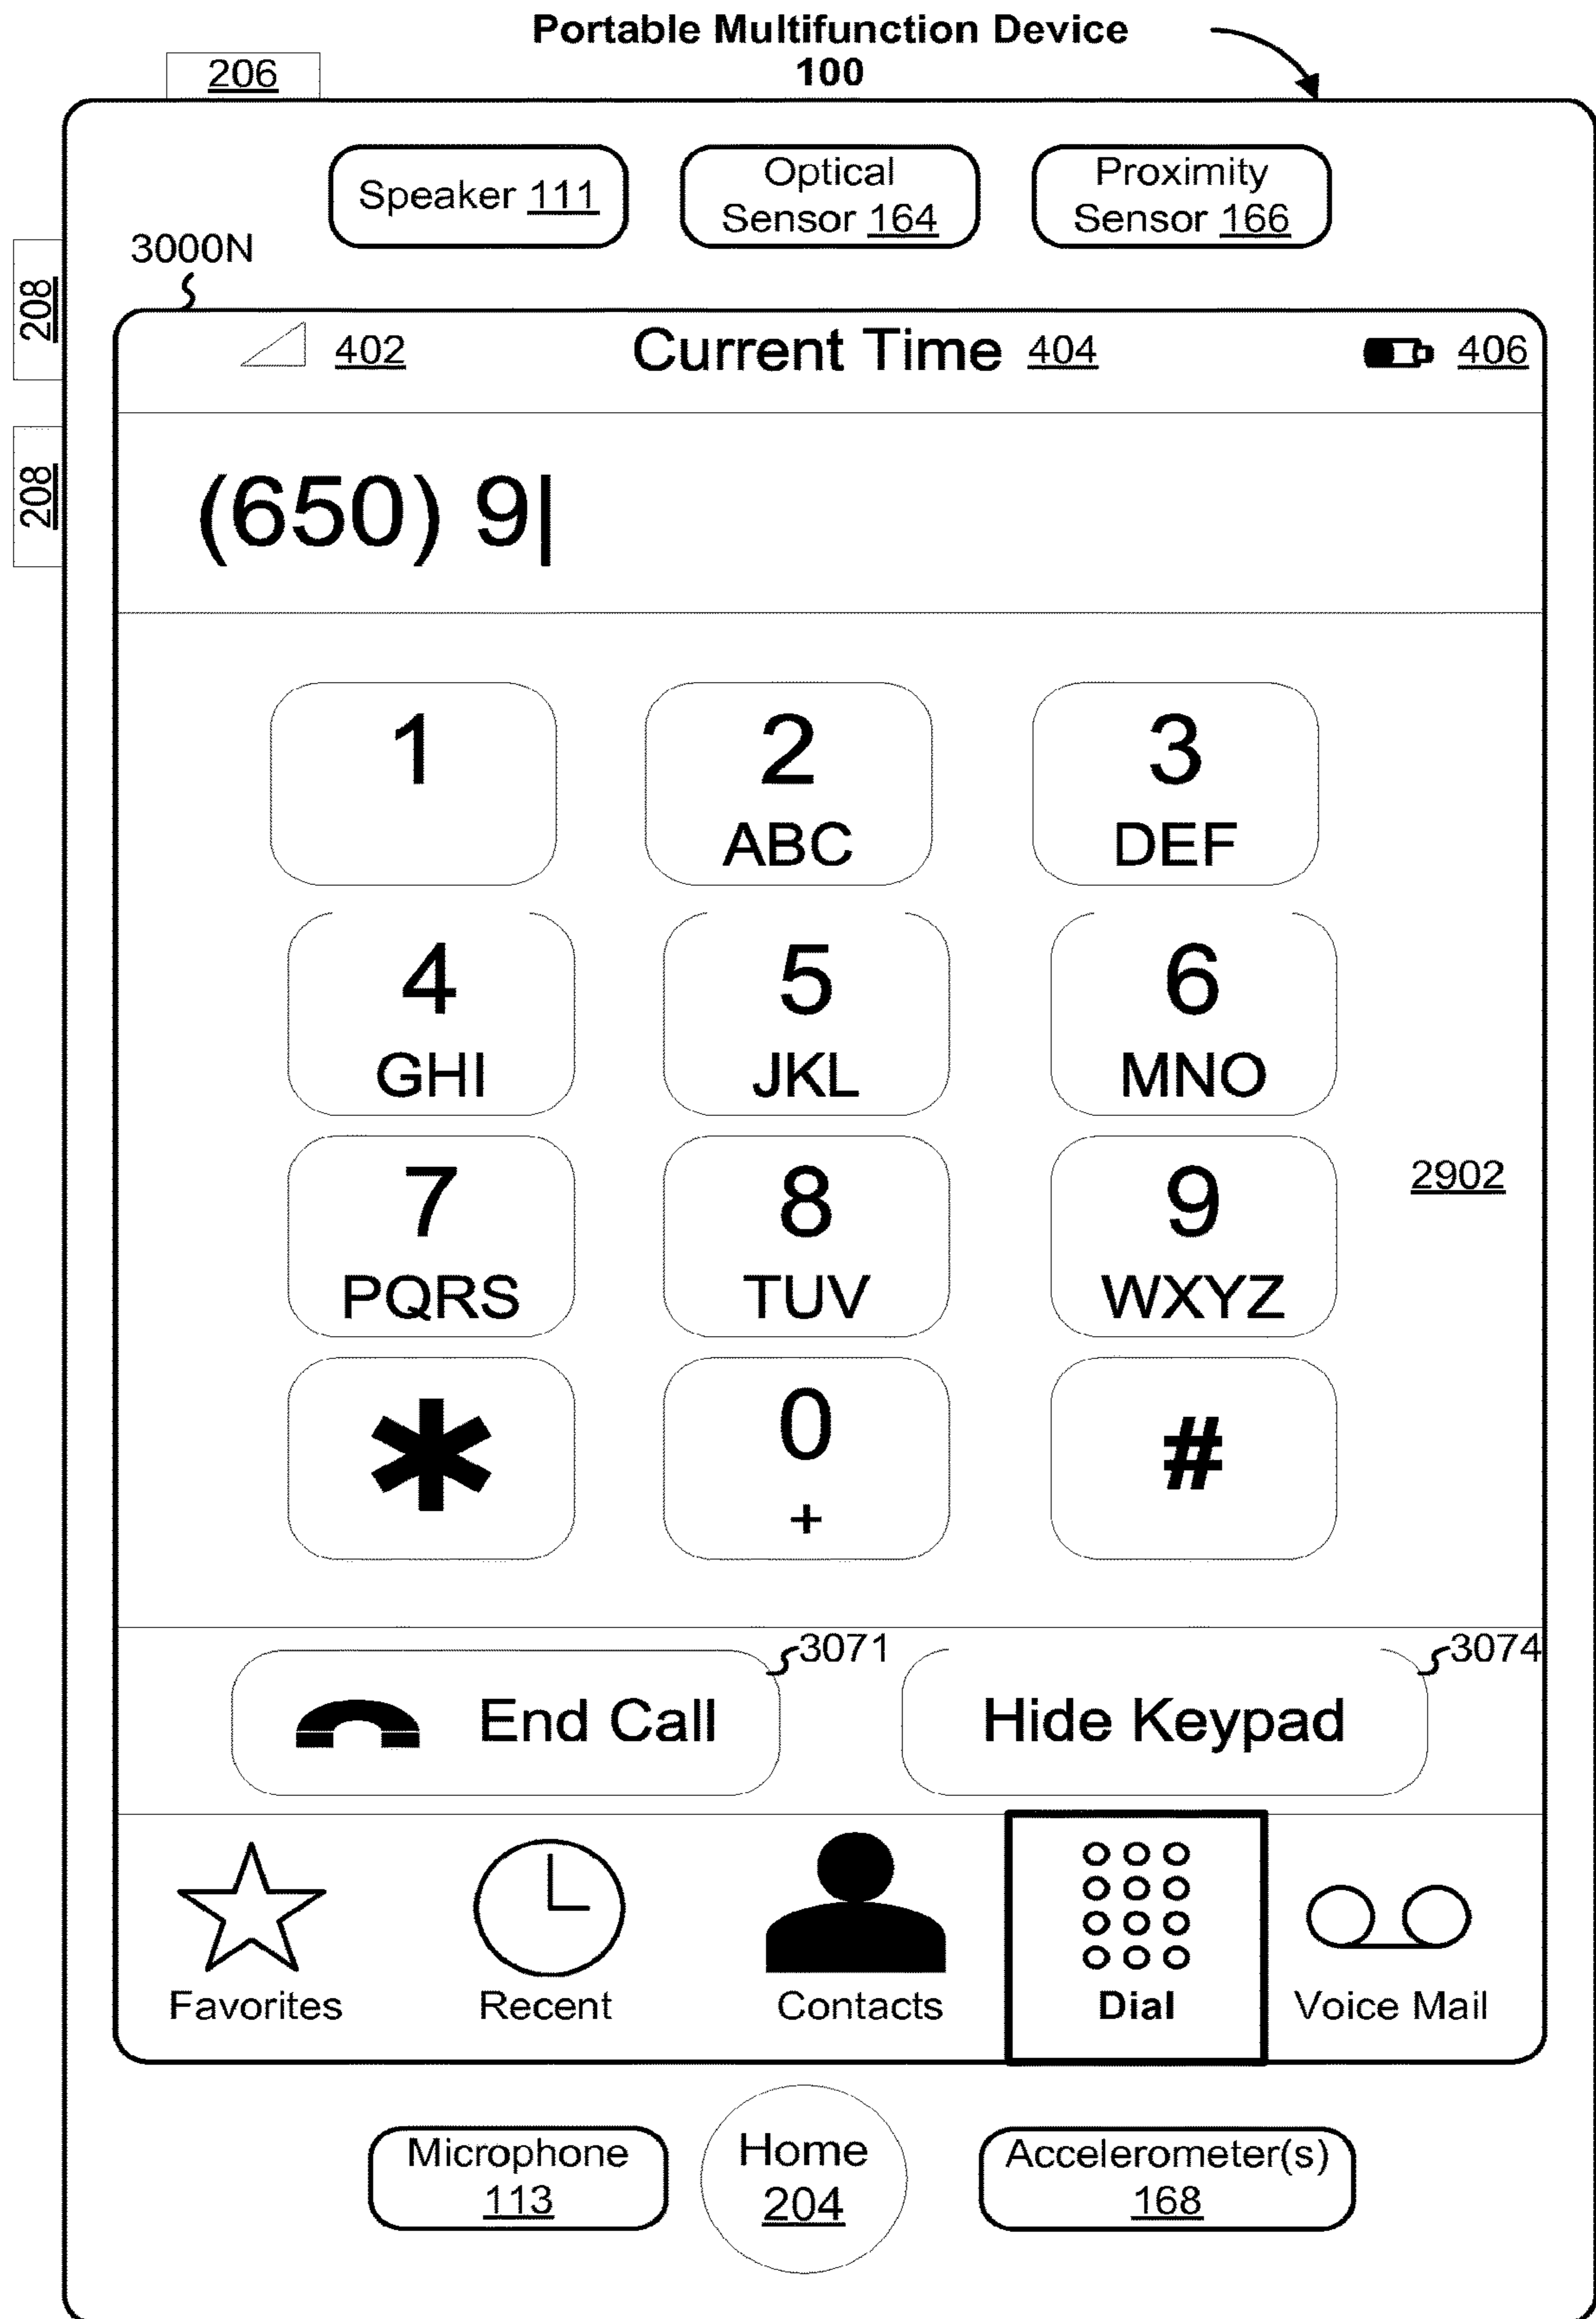 Portable Multifunction Device
100
206
Speaker 111
Optical
Sensor 164
Proximity
Sensor 166
3000N
208
402
Current Time 404
406
208
(650) 9|
1
2
3
ABC
DEF
4
5
6
GHI
JKL
MNO
7
8
9
2902
PQRS
TUV
WXYZ
*
0
#
+
3071
3074
End Call
Hide Keypad
Favorites
Recent
Contacts
Dial
Voice Mail
Microphone
113
Home
204
Accelerometer(s)
168